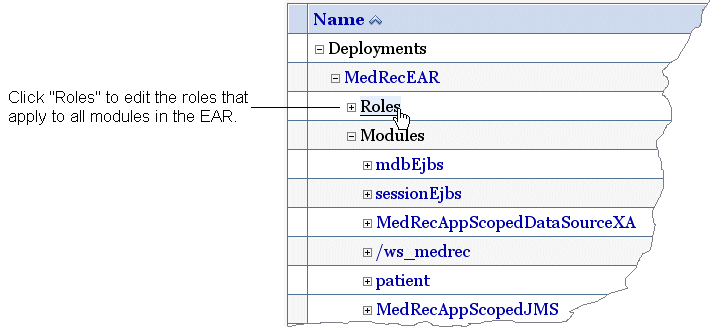 Name
Deployments
MedRecEAR
Click "Roles" to edit the roles that
apply to all modules in the EAR.
Roles
Modules
mdbEjbs
sessionEjbs
MedRecAppScopedDataSourceXA
/ws_medrec
patient
MedRecAppScopedJMS